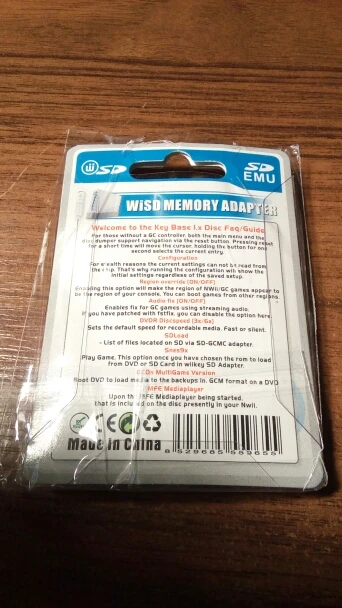 WiSD
SD
EMU
WiSD MEMORY ADAPTER
Welcome to the Key Base 1.x Disc Faq/Guide
For those without a GC controller, both the main menu and the
disc dumper support navigation via the reset button. Pressing reset
for a short time will move the cursor, holding the button for one
second selects the current entry.
Configuration
For stealth reasons the current settings can not be read from
the chip. That's why running the configuration will show the
initial settings regardless of the saved setup.
Region override [ON/OFF]
Enabling this option will make the region of NWii/GC games appear to
be the region of your console. You can boot games from other regions.
Audio fix [ON/OFF]
Enables fix for GC games using streaming audio.
If you have patched with fstfix, you can disable the option here.
DVDR Discspeed [3x/6x]
Sets the default speed for recordable media. Fast or silent.
SDLoad
- List of files located on SD via SD-GCMC adapter.
Snes9x
Play Game. This option once you have chosen the rom to load
from DVD or SD Card in wiikey SD Adapter.
MultiGame Version
Boot DVD to load media to the backups in. GCM format on a DVD
MFE Mediaplayer
Upon the MFE Mediaplayer being started,
that is included on the disc presently in your Nwii.
CE
Made in China
8 529685 559655